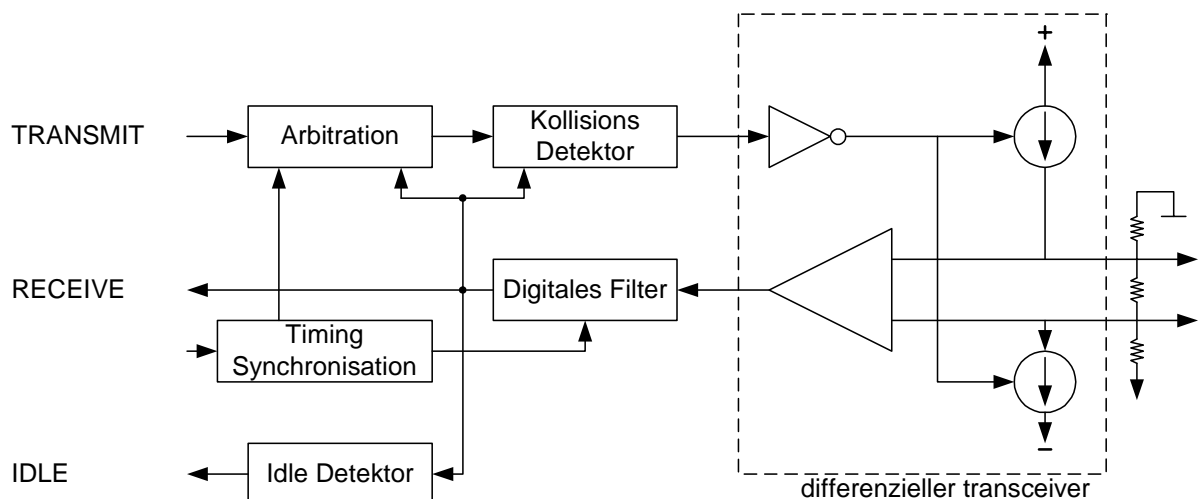 +
TRANSMIT
Arbitration
Kollisions
Detektor
RECEIVE
Digitales Filter
Timing
Synchronisation
IDLE
Idle Detektor
−
differenzieller transceiver